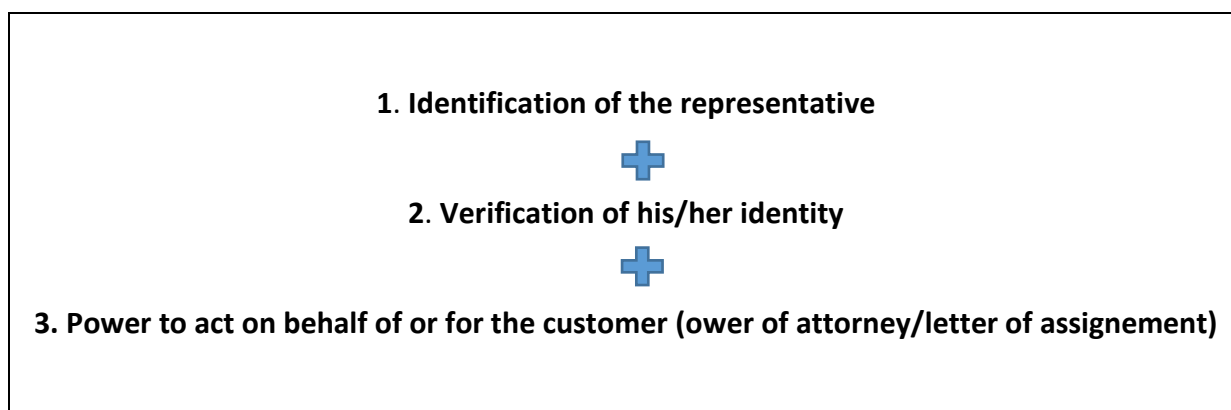 1. Identification of the representative
2. Verification of his/her identity
3. Power to act on behalf of or for the customer (ower of attorney/letter of assignement)